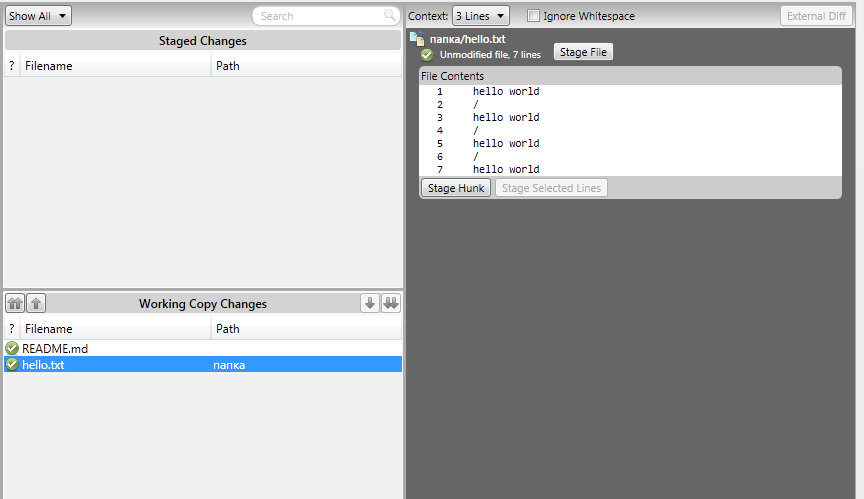 Show All
Search
Staged Changes
? Filename Path
Working Copy Changes
? Filename Path
README.md
hello.txt папка
Context: 3 Lines Ignore Whitespace External Diff
папка/hello.txt
Unmodified file, 7 lines Stage File
File Contents
1 hello world
2 /
3 hello world
4 /
5 hello world
6 /
7 hello world
Stage Hunk Stage Selected Lines